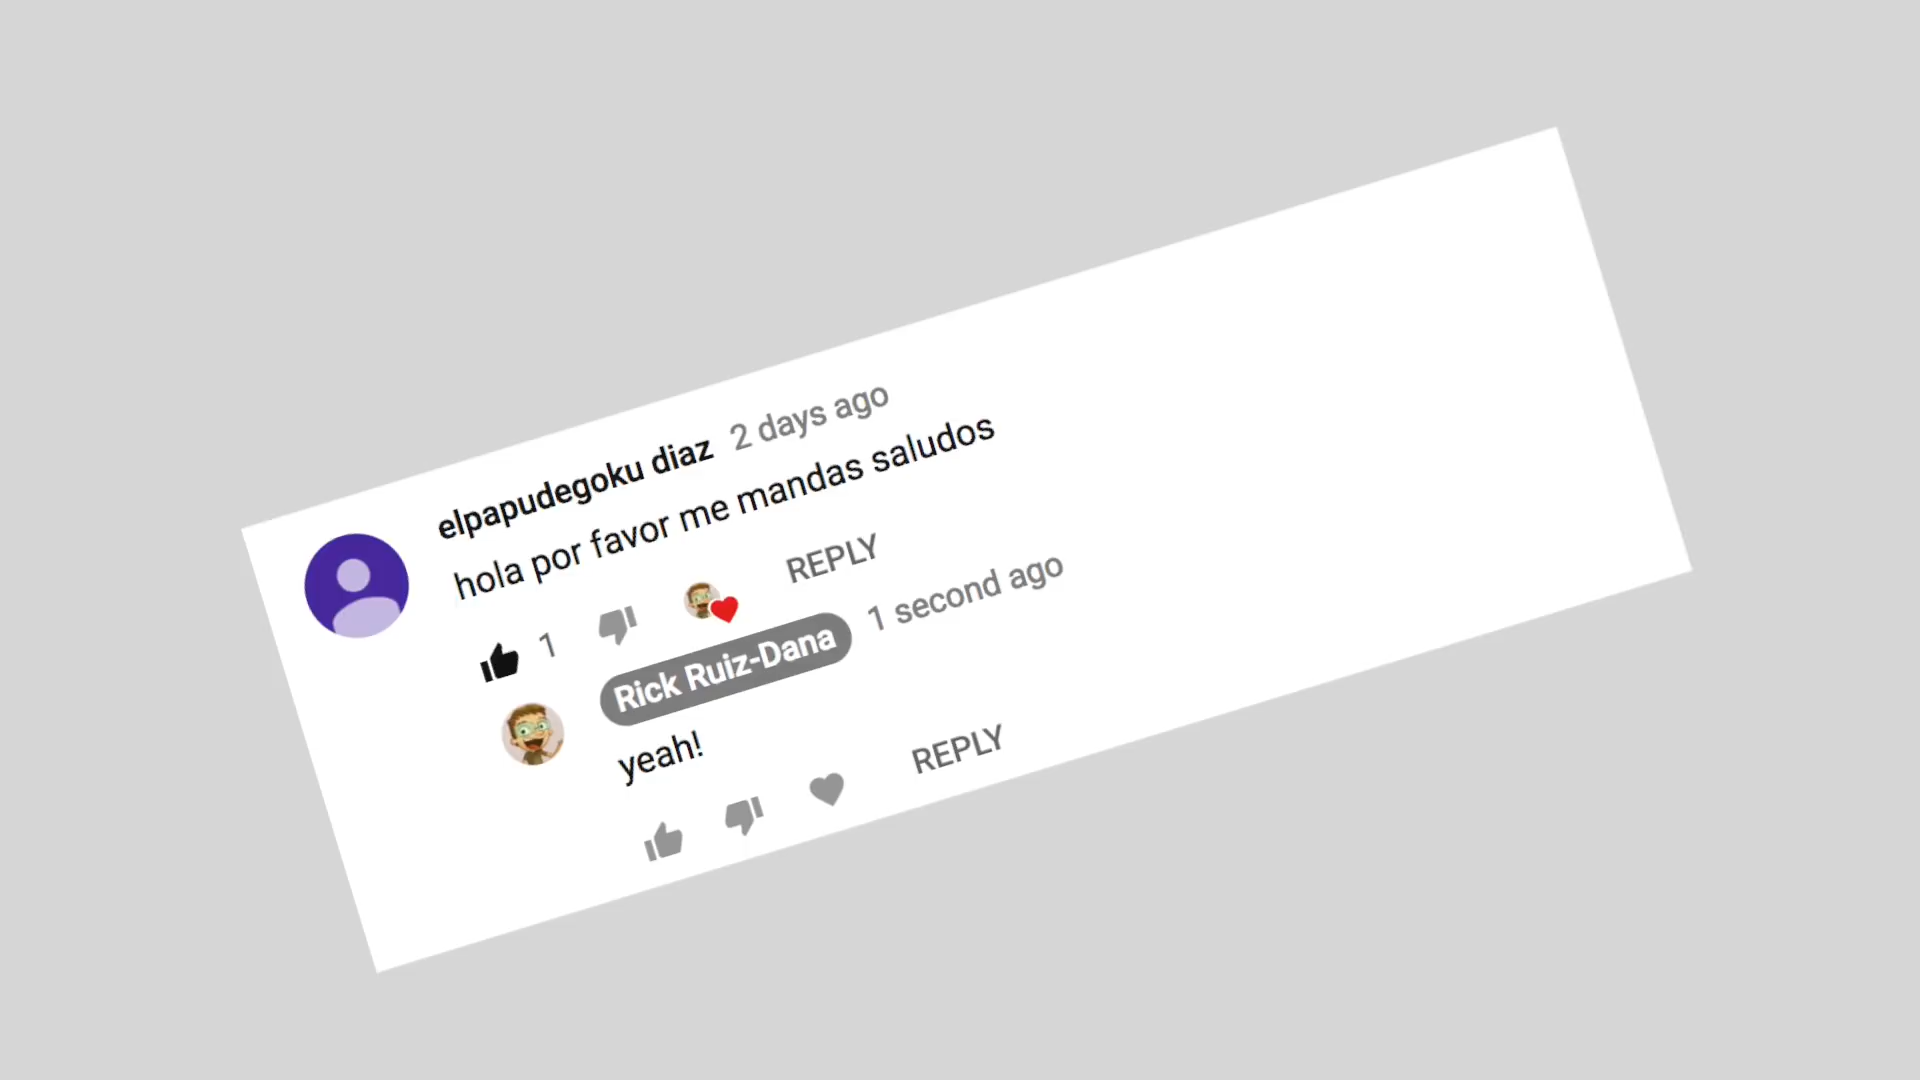 elpapudegoku diaz 2 days ago
hola por favor me mandas saludos
1 REPLY
Rick Ruiz-Dana 1 second ago
yeah!
REPLY